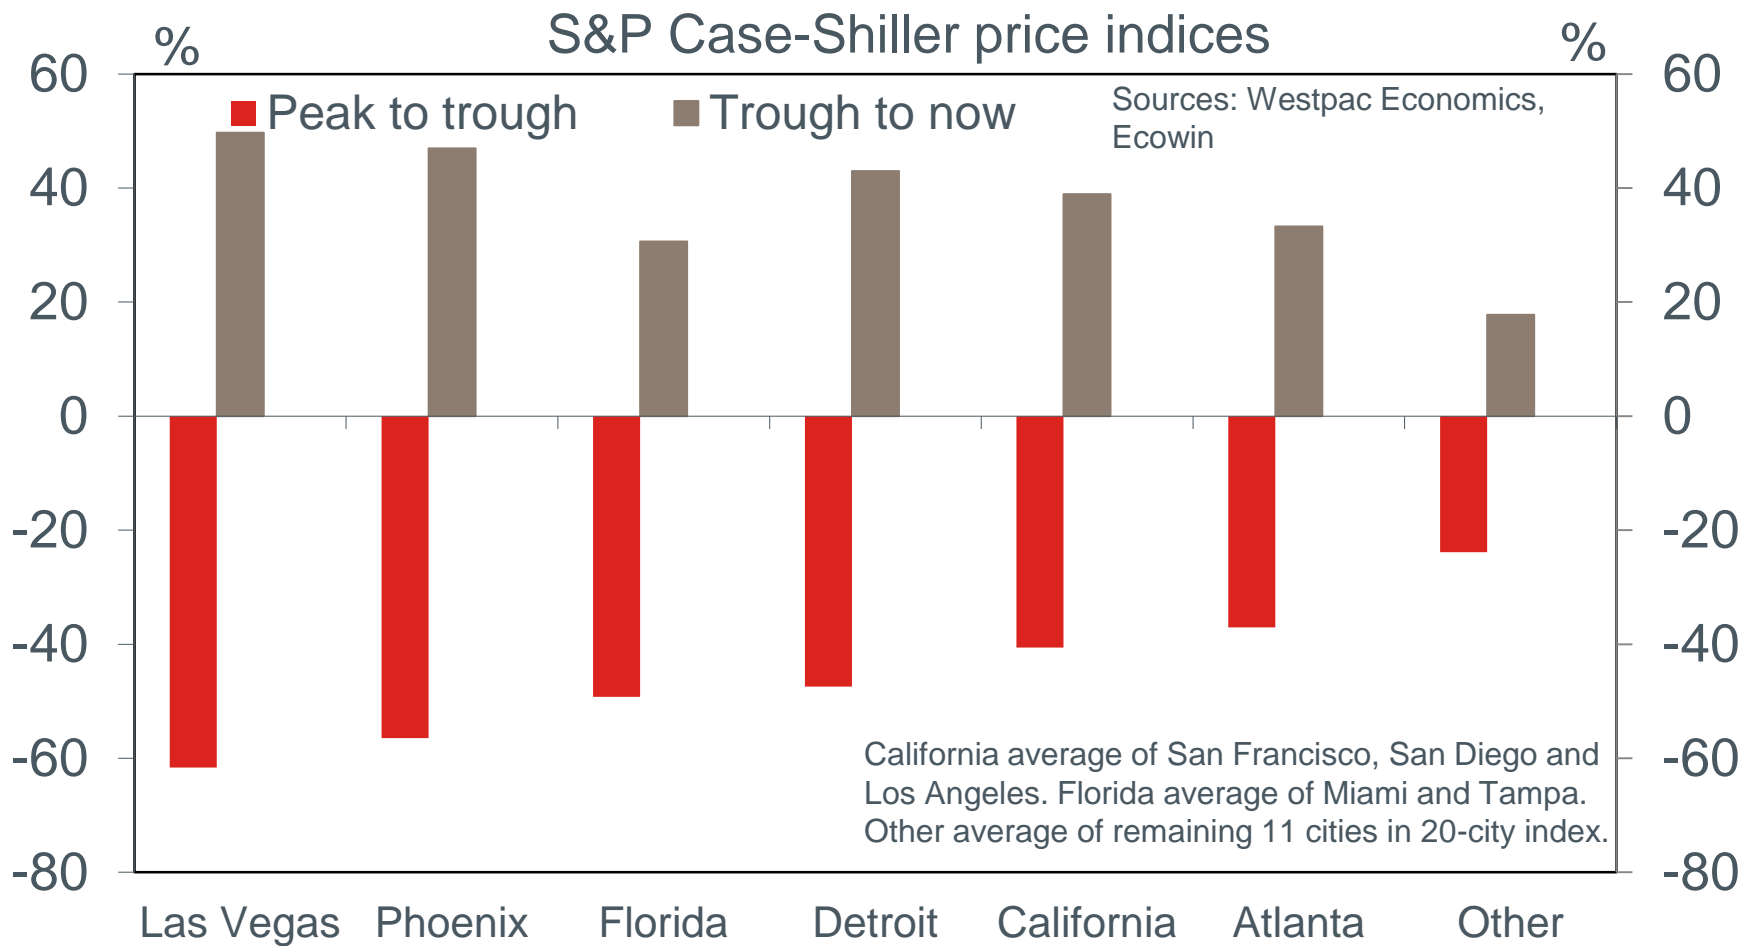 S&P Case-Shiller price indices
% %
Peak to trough Trough to now
Sources: Westpac Economics,
Ecowin
60 60
40 40
20 20
0 0
-20 -20
-40 -40
-60 -60
-80 -80
California average of San Francisco, San Diego and
Los Angeles. Florida average of Miami and Tampa.
Other average of remaining 11 cities in 20-city index.
Las Vegas Phoenix Florida Detroit California Atlanta Other